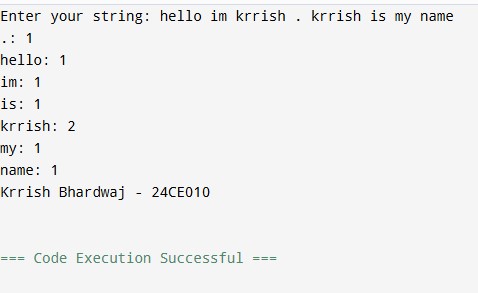 Enter your string: hello im krrish . krrish is my name
.: 1
hello: 1
im: 1
is: 1
krrish: 2
my: 1
name: 1
Krrish Bhardwaj - 24CE010
=== Code Execution Successful ===